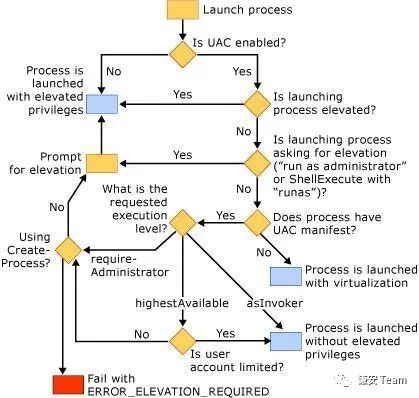 Launch process
Is UAC enabled?
No
Yes
Process is
launched
with elevated
privileges
Yes
Is launching
process
elevated?
No
Prompt
for elevation
Yes
Is launching process
asking for elevation
("run as administrator"
or ShellExecute with
"runas")?
No
What is the
requested
execution
level?
Yes
Does process have
UAC manifest?
No
No
Using
Create-
Process?
require-
Administrator
Process is launched
with virtualization
highestAvailable
asInvoker
No
Yes
Process is launched
without elevated
privileges
Is user
account limited?
Fail with
ERROR_ELEVATION_REQUIRED
Team